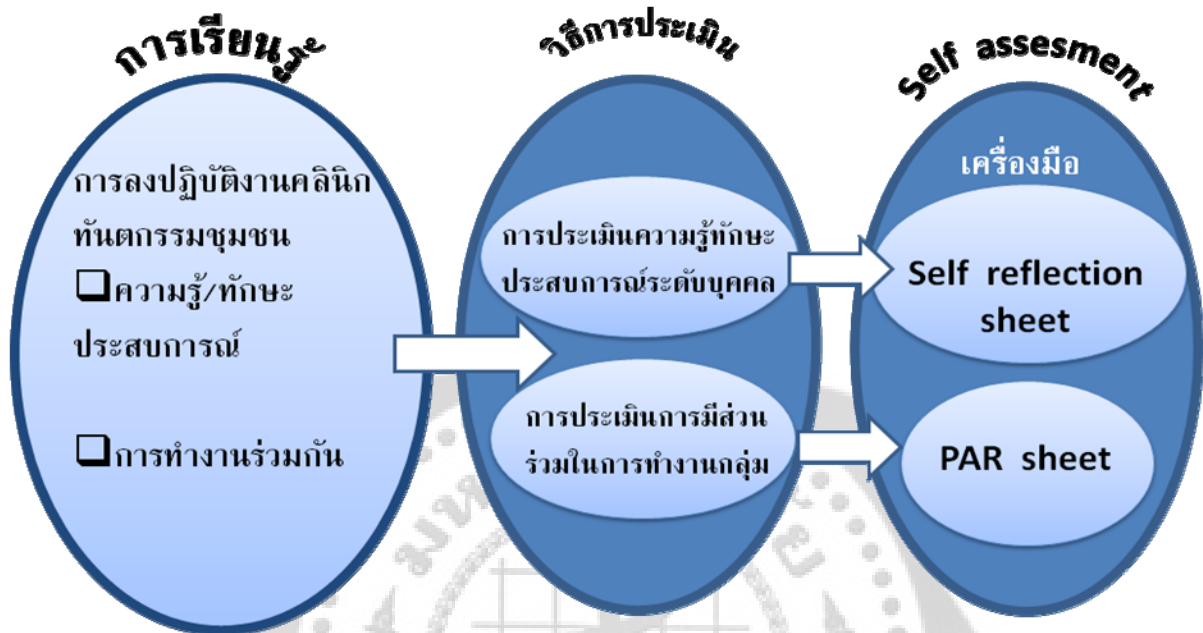 การเรียนรู้
การลงปฏิบัติงานคลินิก
ทันตกรรมชุมชน
❑ความรู้/ทักษะ
ประสบการณ์
❑การทำงานร่วมกัน
วิธีการประเมิน
การประเมินความรู้ทักษะ
ประสบการณ์ระดับบุคคล
การประเมินการมีส่วน
ร่วมในการทำงานกลุ่ม
Self assesment
เครื่องมือ
Self reflection
sheet
PAR sheet